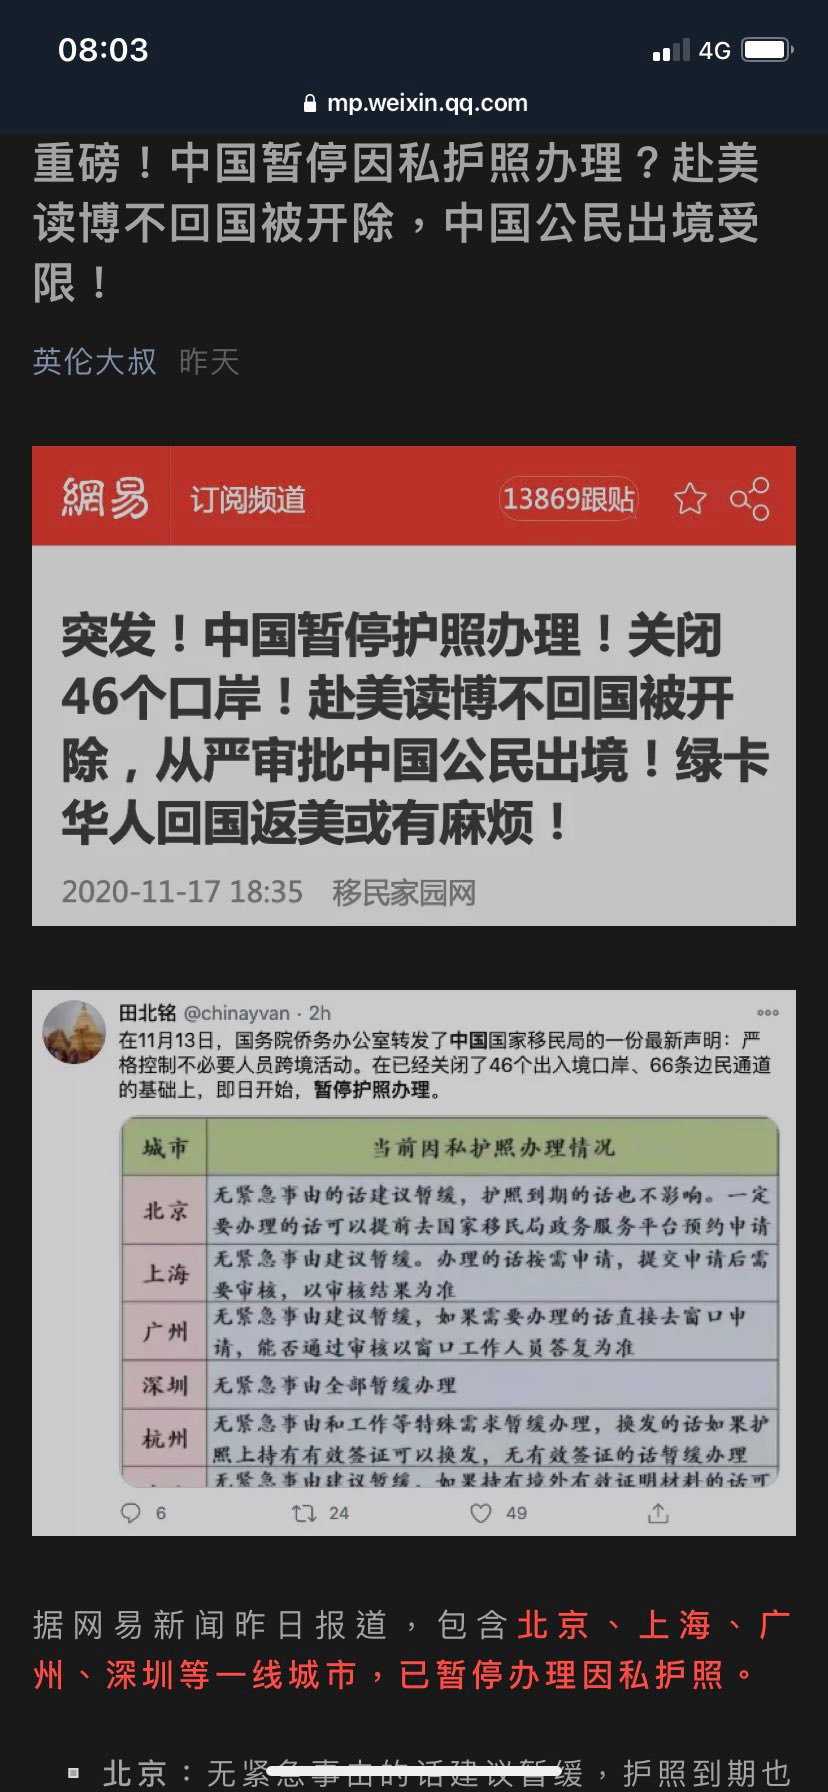 08:03
4G
mp.weixin.qq.com
重磅！中国暂停因私护照办理？赴美
读博不回国被开除，中国公民出境受
限！
英伦大叔 昨天
網易 订阅频道 13869跟贴
突发！中国暂停护照办理！关闭
46个口岸！赴美读博不回国被开
除，从严审批中国公民出境！绿卡
华人回国返美或有麻烦！
2020-11-17 18:35 移民家园网
田北铭 @chinayvan · 2h
在11月13日，国务院侨务办公室转发了中国国家移民局的一份最新声明：严
格控制不必要人员跨境活动。在已经关闭了46个出入境口岸、66条边民通道
的基础上，即日开始，暂停护照办理。
城市 当前因私护照办理情况
北京 无紧急事由的话建议暂缓，护照到期的话也不影响。一定
要办理的话可以提前去国家移民局政务服务平台预约申请
上海 无紧急事由建议暂缓。办理的话按需申请，提交申请后需
要审核，以审核结果为准
广州 无紧急事由建议暂缓，如果需要办理的话直接去窗口申
请，能否通过审核以窗口工作人员答复为准
深圳 无紧急事由全部暂缓办理
杭州 无紧急事由和工作等特殊需求暂缓办理，换发的话如果护
照上持有有效签证可以换发，无有效签证的话暂缓办理
无紧急事由建议暂缓，如果持有境外有效证明材料的话可
6 24 49
据网易新闻昨日报道，包含北京、上海、广
州、深圳等一线城市，已暂停办理因私护照。
北京：无紧急事由的话建议暂缓，护照到期也